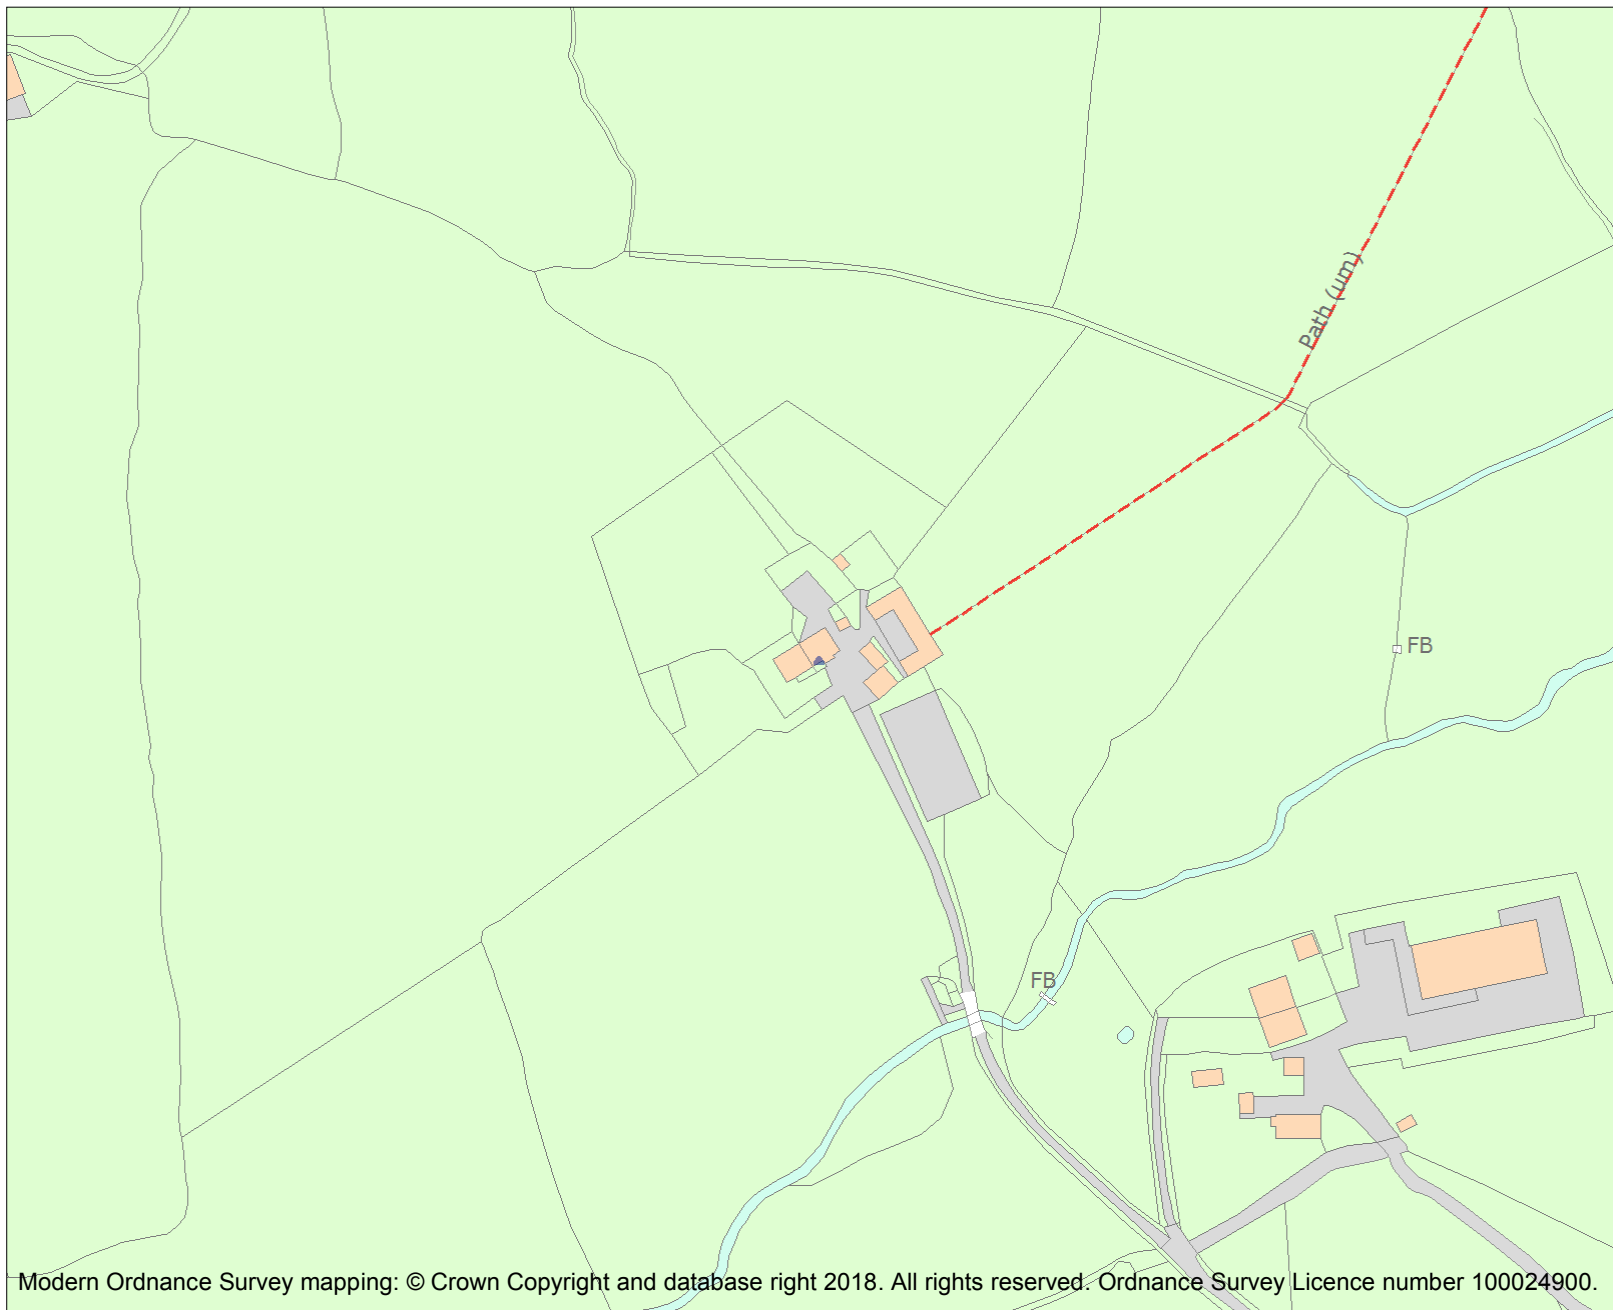 Path (um)
FB
FB
Modern Ordnance Survey mapping: © Crown Copyright and database right 2018. All rights reserved. Ordnance Survey Licence number 100024900.